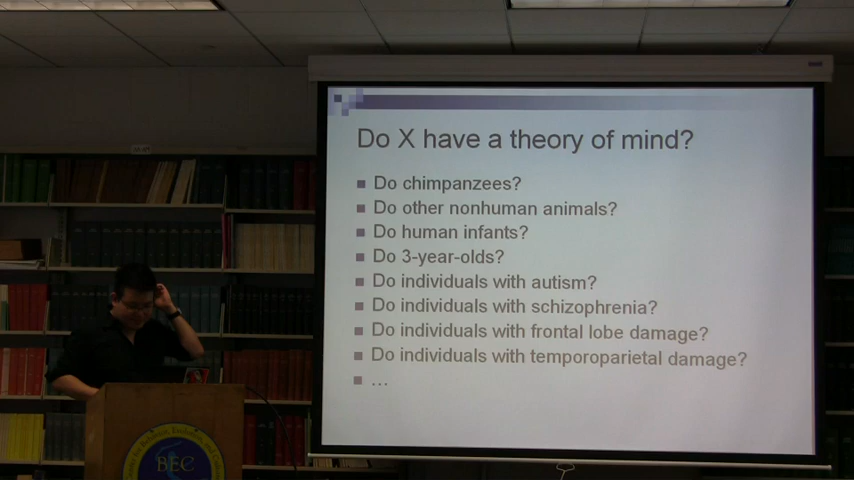 Do X have a theory of mind?
Do chimpanzees?
Do other nonhuman animals?
Do human infants?
Do 3-year-olds?
Do individuals with autism?
Do individuals with schizophrenia?
Do individuals with frontal lobe damage?
Do individuals with temporoparietal damage?
...
BEC